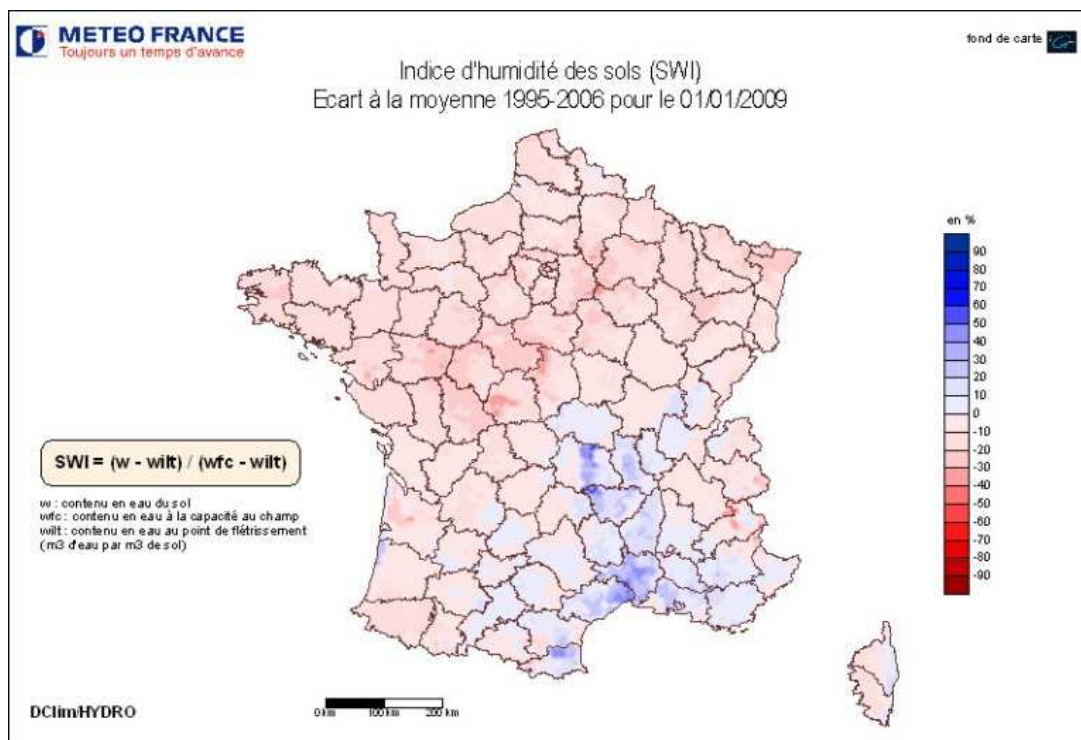 METEO FRANCE
Toujours un temps d'avance
fond de carte
Indice d'humidité des sols (SWI)
Ecart à la moyenne 1995-2006 pour le 01/01/2009
en %
90
80
70
60
50
40
30
20
10
0
-10
-20
-30
-40
-50
-60
-70
-80
-90
SWI = (w - wilt) / (wfc - wilt)
w : contenu en eau du sol
wfc : contenu en eau à la capacité au champ
wilt : contenu en eau au point de flétrissement
(m3 d'eau par m3 de sol)
DClim/HYDRO
0 km 100 km 200 km